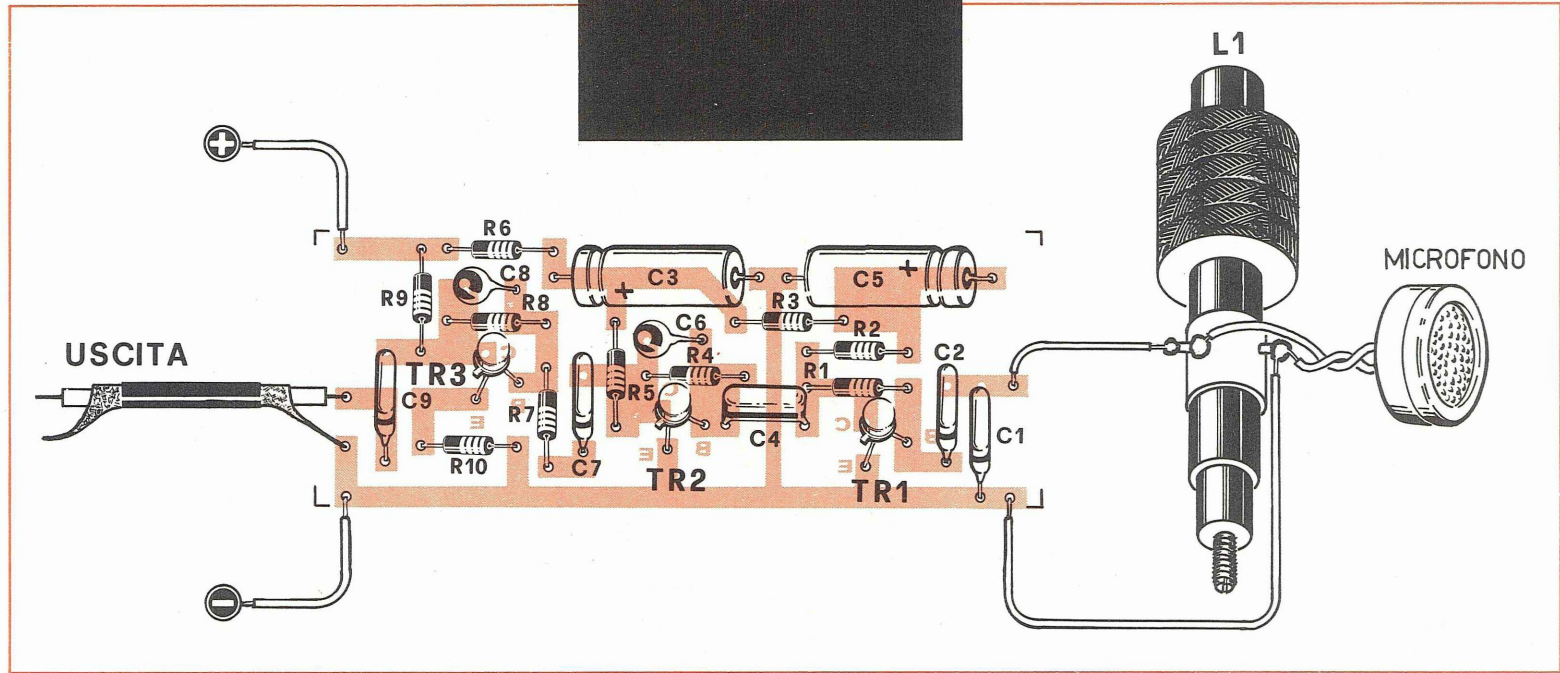 L1
+
MICROFONO
R6
C8
C3
+
C5
+
R9
R8
R3
C6
R2
USCITA
TR3
C
R4
C2
R1
C9
B
R5
C
R7
E
C4
C
B
C1
R10
C7
E
B
E
TR2
TR1
-